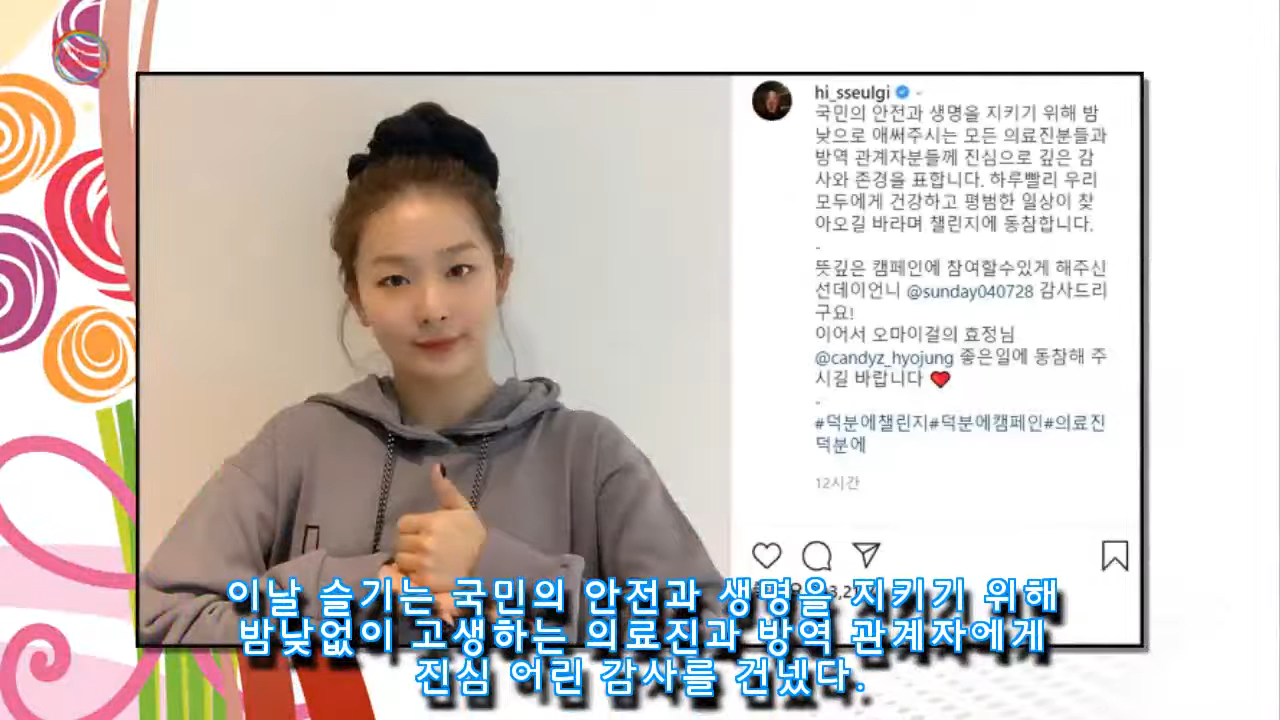 hi_sseulgi
국민의 안전과 생명을 지키기 위해 밤
낮으로 애써주시는 모든 의료진분들과
방역 관계자분들께 진심으로 깊은 감
사와 존경을 표합니다. 하루빨리 우리
모두에게 건강하고 평범한 일상이 찾
아오길 바라며 챌린지에 동참합니다.
-
뜻깊은 캠페인에 참여할수있게 해주신
선데이언니 @sunday040728 감사드리
구요!
이어서 오마이걸의 효정님
@candyz_hyojung 좋은일에 동참해 주
시길 바랍니다 ❤️
-
#덕분에챌린지#덕분에캠페인#의료진
덕분에
12시간
이날 슬기는 국민의 안전과 생명을 지키기 위해
밤낮없이 고생하는 의료진과 방역 관계자에게
진심 어린 감사를 건넸다.